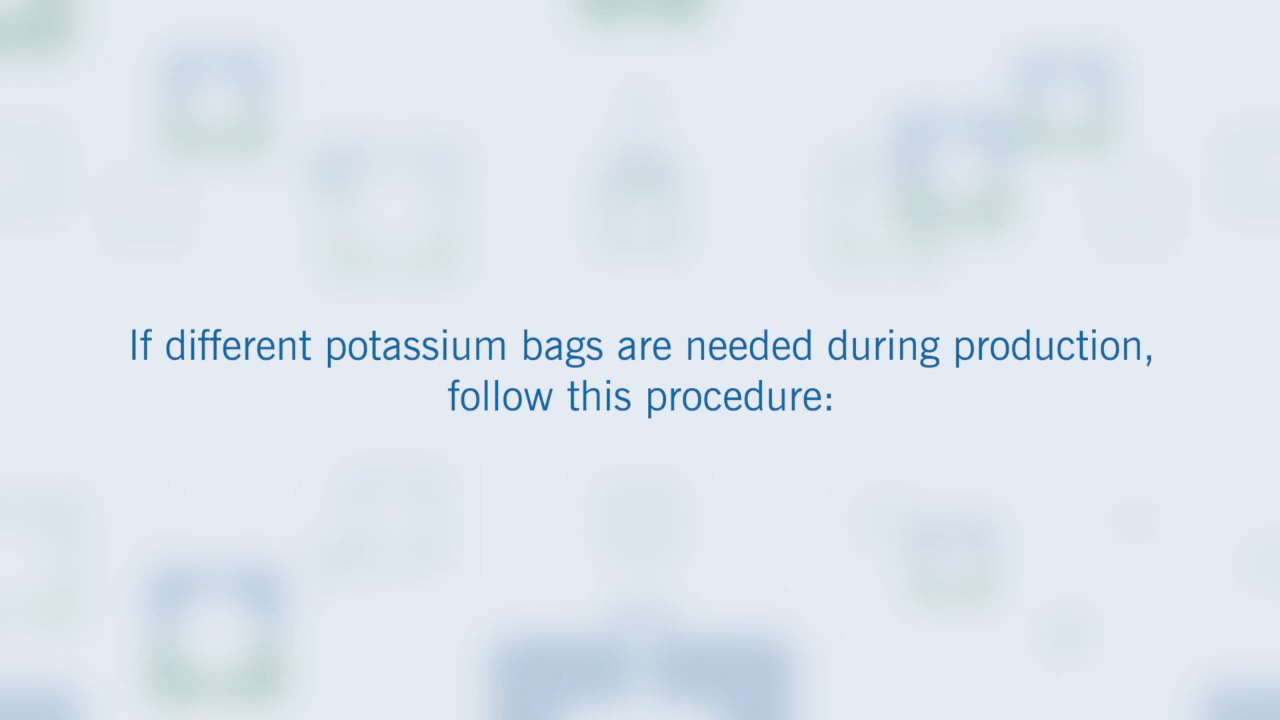 If different potassium bags are needed during production,
follow this procedure: